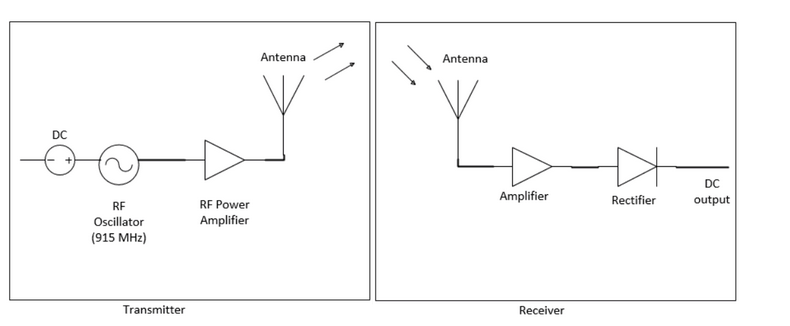 Antenna
DC
− +
RF
Oscillator
(915 MHz)
RF Power
Amplifier
Transmitter
Antenna
Amplifier
Rectifier
DC
output
Receiver